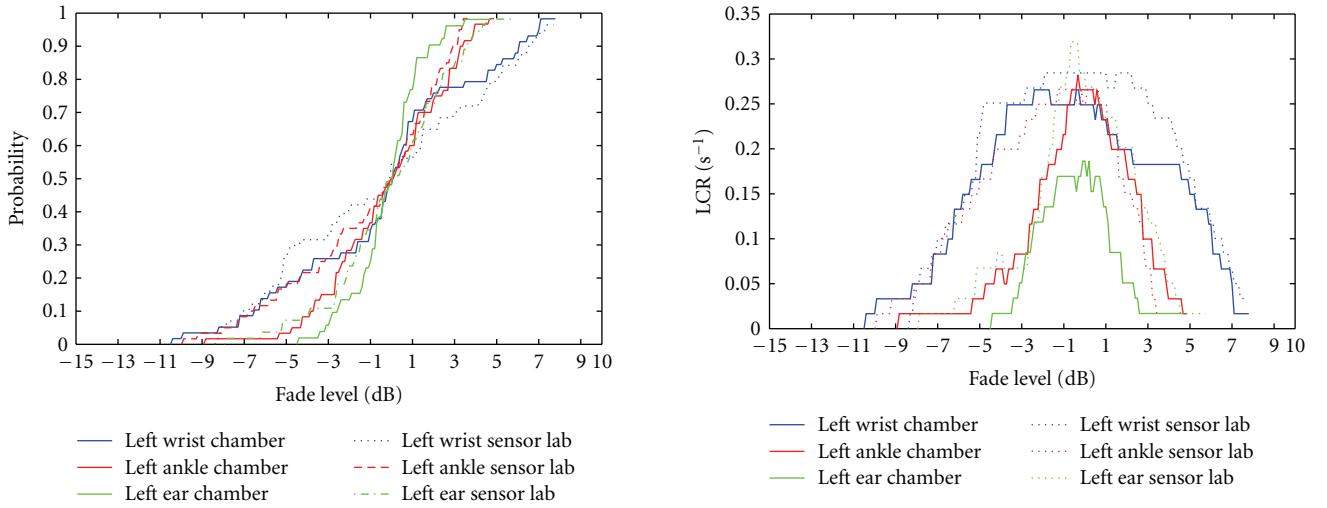 1
0.9
0.8
0.7
0.6
0.5
0.4
0.3
0.2
0.1
0
Probability
−15 −13 −11 −9 −7 −5 −3 −1 1 3 5 7 9 10
Fade level (dB)
Left wrist chamber
Left ankle chamber
Left ear chamber
Left wrist sensor lab
Left ankle sensor lab
Left ear sensor lab
0.35
0.3
0.25
0.2
0.15
0.1
0.05
0
LCR (s−1)
−15 −13 −11 −9 −7 −5 −3 −1 1 3 5 7 9 10
Fade level (dB)
Left wrist chamber
Left ankle chamber
Left ear chamber
Left wrist sensor lab
Left ankle sensor lab
Left ear sensor lab